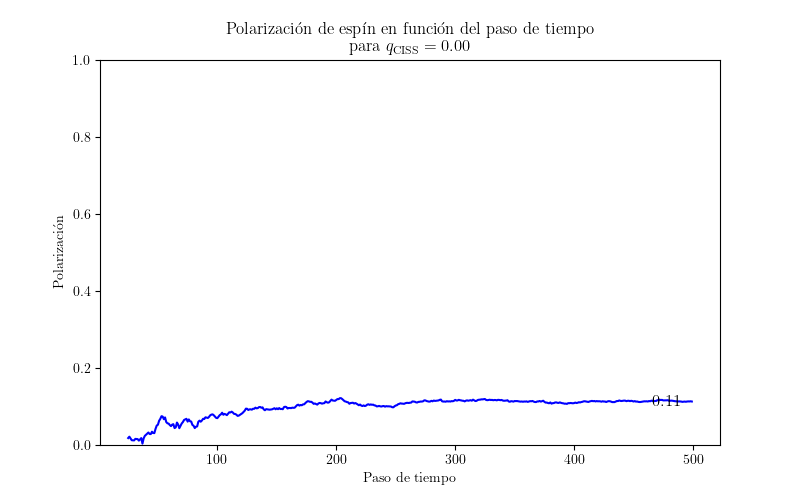 Polarización de espín en función del paso de tiempo
para q_CISS = 0.00
1.0
0.8
0.6
0.4
0.2
0.0
Polarización
0.11
100 200 300 400 500
Paso de tiempo